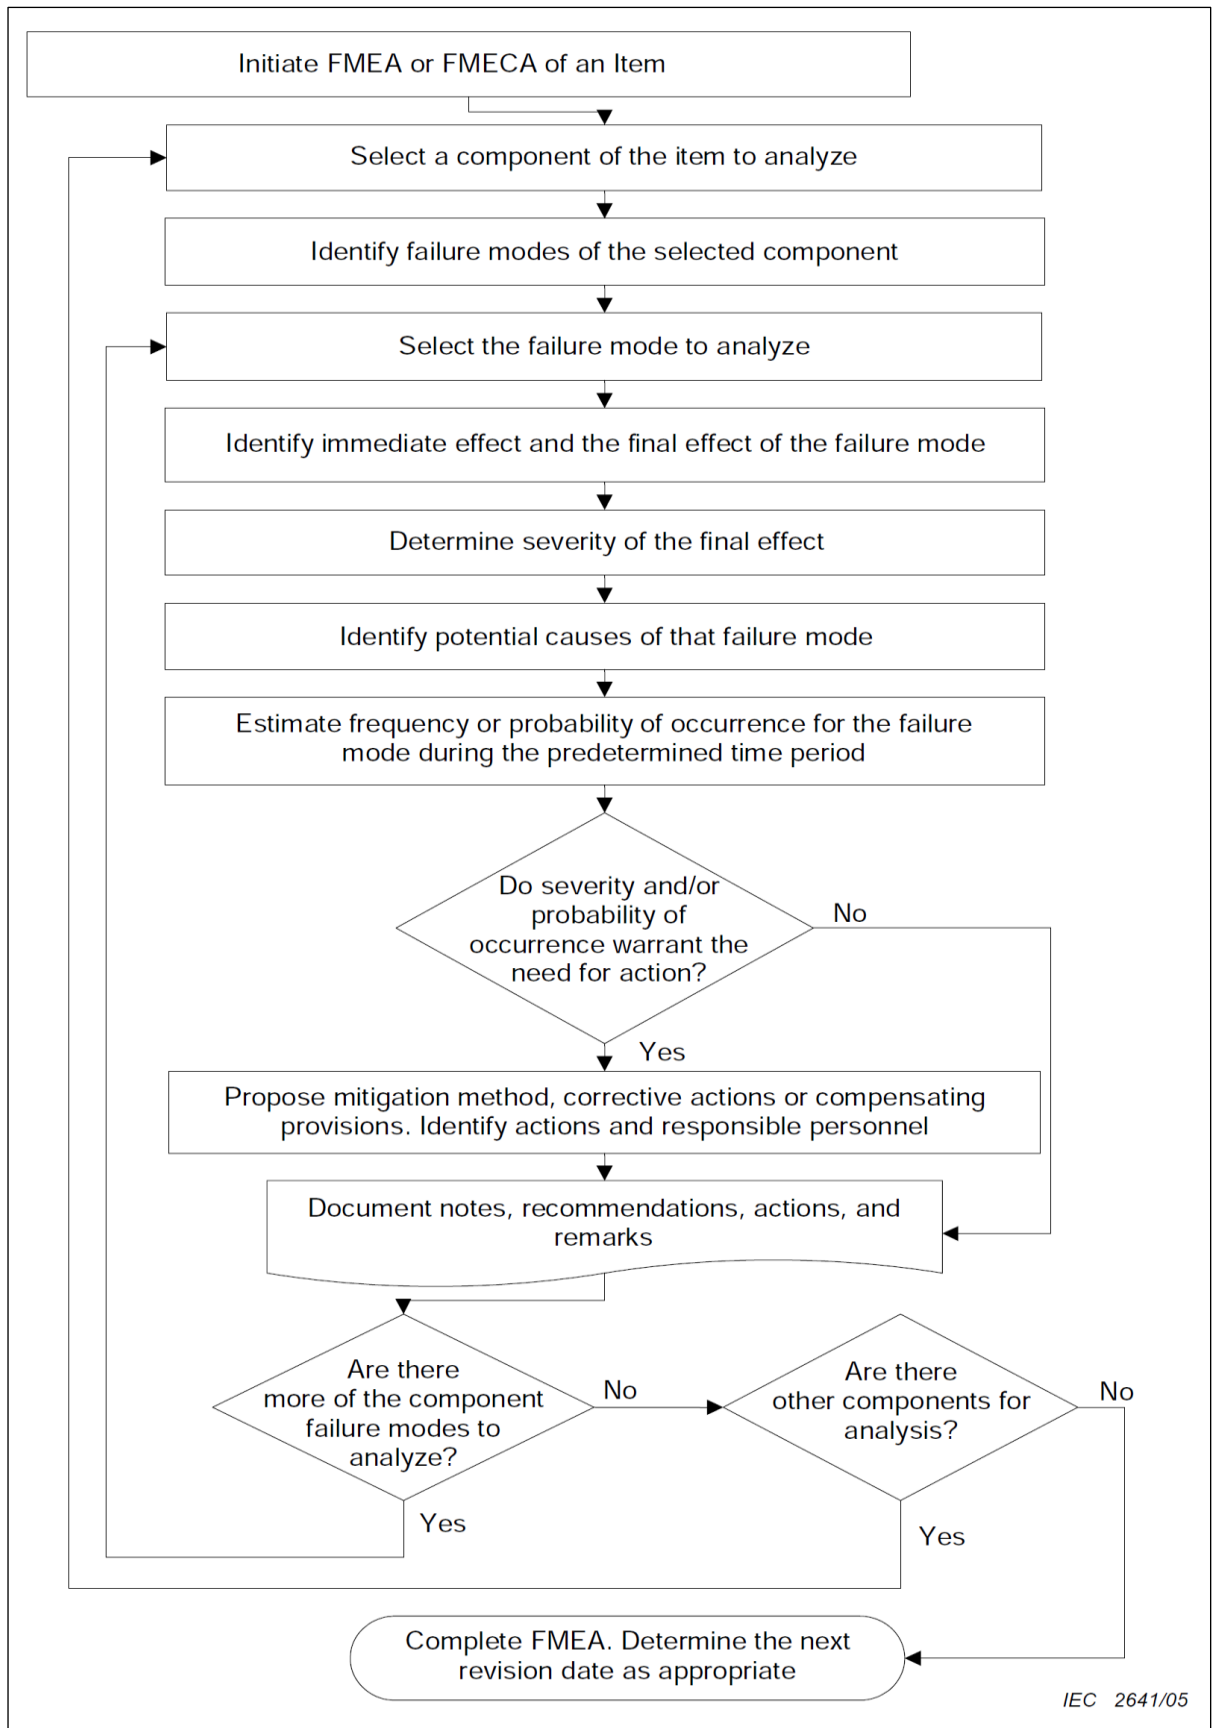 Initiate FMEA or FMECA of an Item
Select a component of the item to analyze
Identify failure modes of the selected component
Select the failure mode to analyze
Identify immediate effect and the final effect of the failure mode
Determine severity of the final effect
Identify potential causes of that failure mode
Estimate frequency or probability of occurrence for the failure
mode during the predetermined time period
Do severity and/or
probability of
occurrence warrant the
need for action?
No
Yes
Propose mitigation method, corrective actions or compensating
provisions. Identify actions and responsible personnel
Document notes, recommendations, actions, and
remarks
Are there
more of the component
failure modes to
analyze?
No
Yes
Are there
other components for
analysis?
No
Yes
Complete FMEA. Determine the next
revision date as appropriate
IEC 2641/05